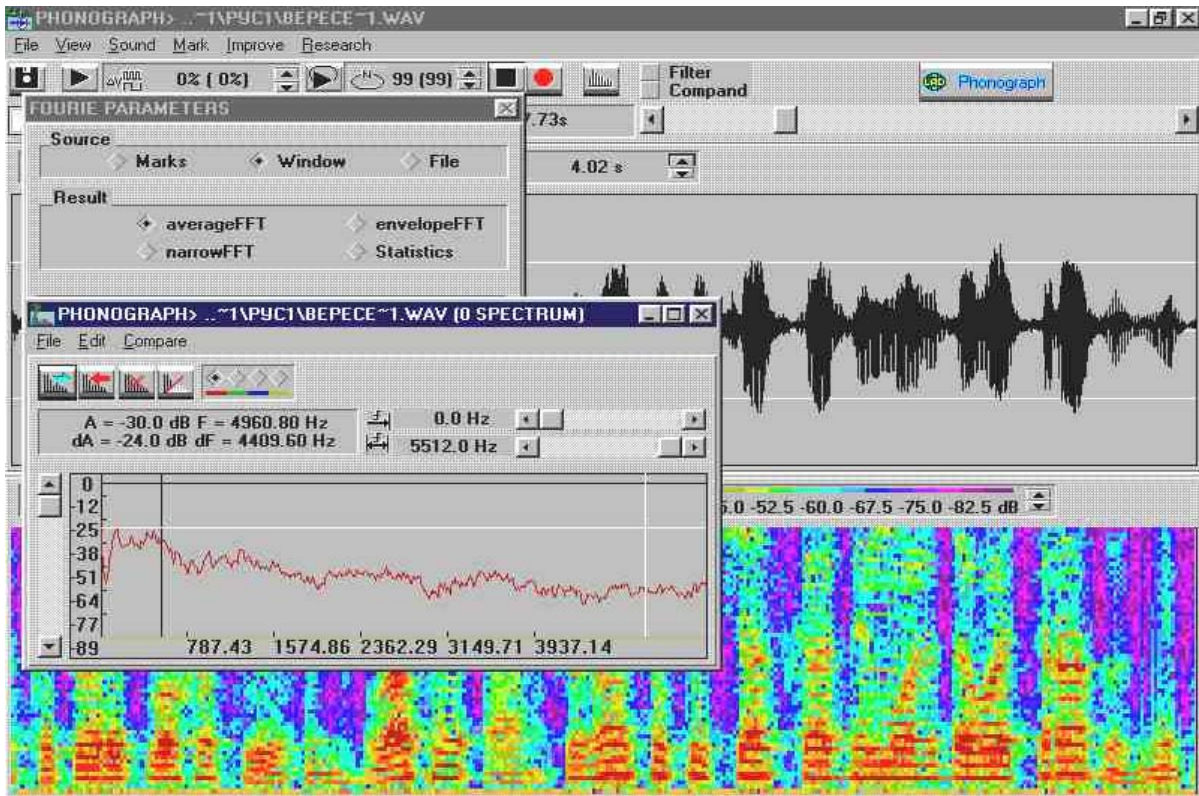 PHONOGRAPH> ..~1\РУС1\ВЕРЕСЕ~1.WAV
File View Sound Mark Improve Research
0% ( 0%) N 99 (99) Filter
Compand
Phonograph
FOURIE PARAMETERS
7.73s
Source
Marks Window File
4.02 s
Result
averageFFT envelopeFFT
narrowFFT Statistics
PHONOGRAPH> ..~1\РУС1\ВЕРЕСЕ~1.WAV (0 SPECTRUM)
File Edit Compare
A = -30.0 dB F = 4960.80 Hz
dA = -24.0 dB dF = 4409.60 Hz
0.0 Hz
5512.0 Hz
0
-12
-25
-38
-51
-64
-77
-89
787.43 1574.86 2362.29 3149.71 3937.14
-52.5 -60.0 -67.5 -75.0 -82.5 dB